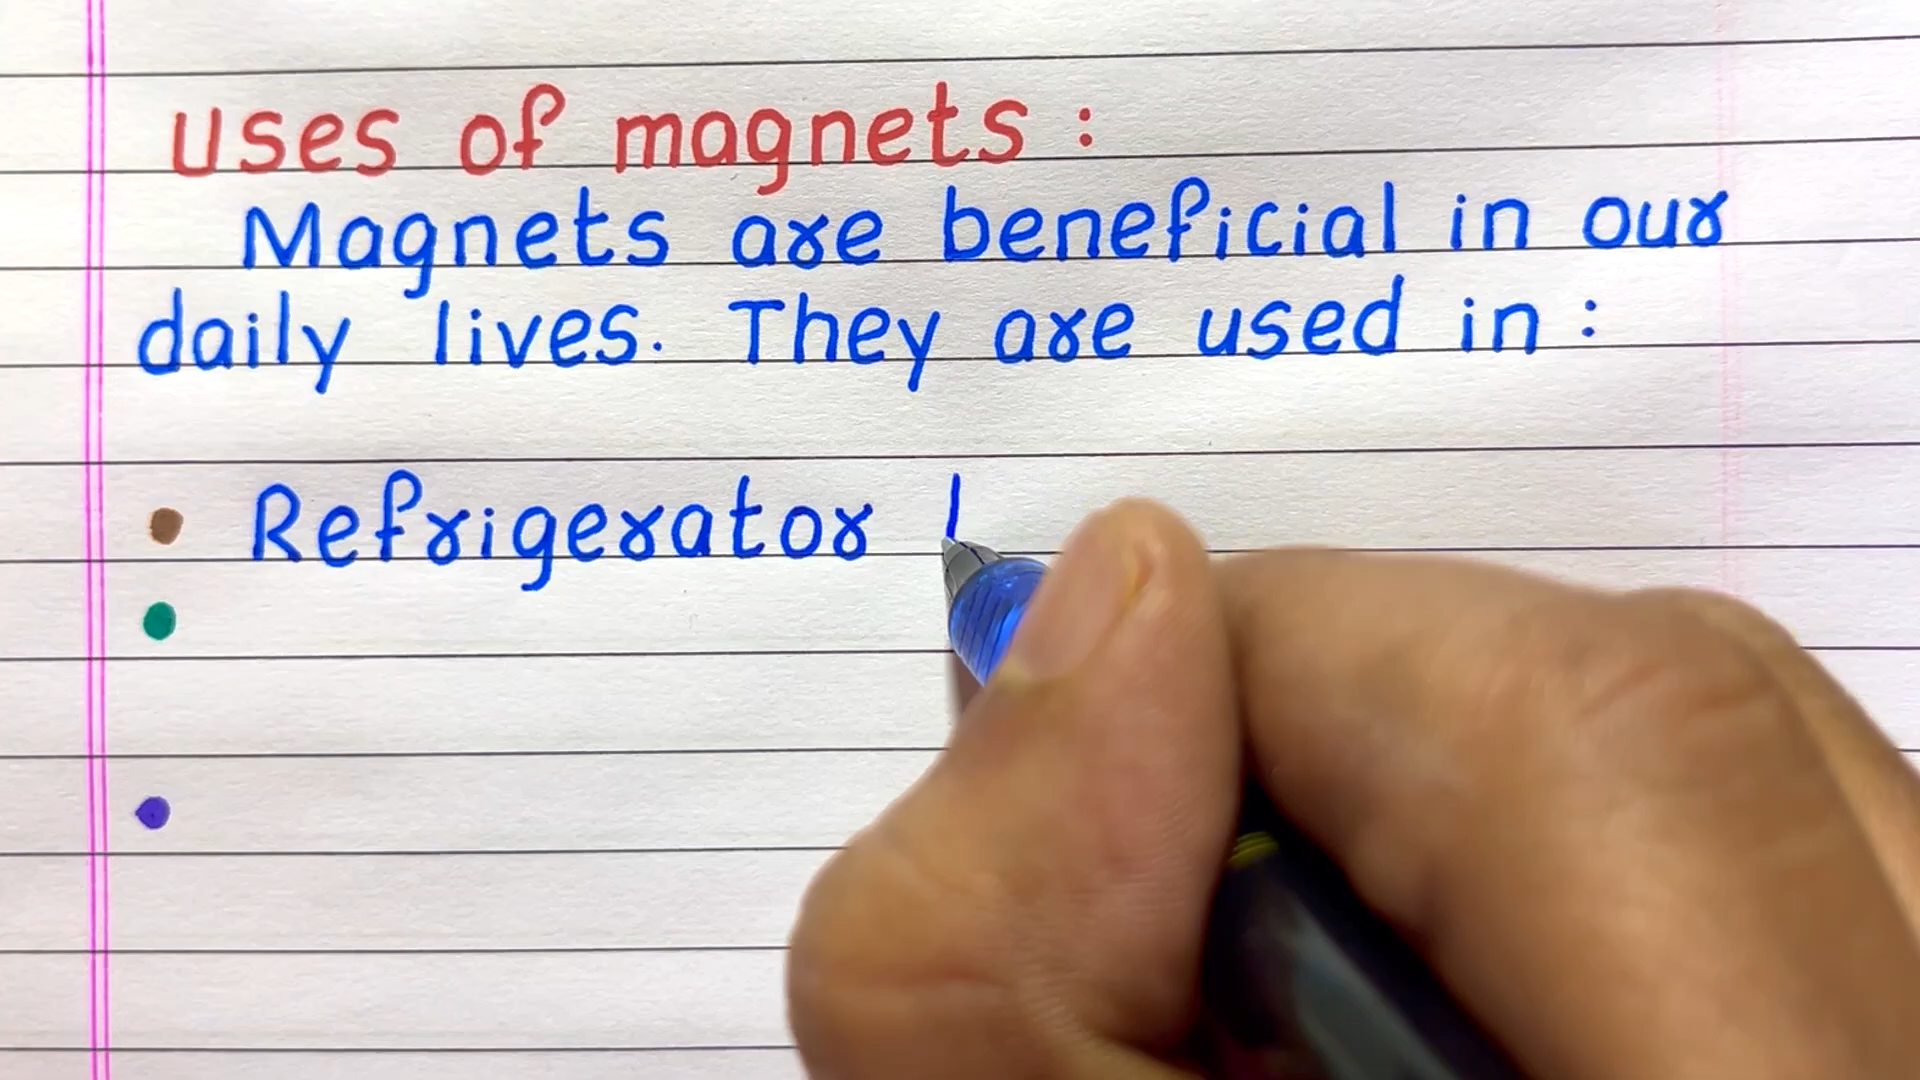 uses of magnets :
Magnets are beneficial in our
daily lives. They are used in :
• Refrigerator
•
•